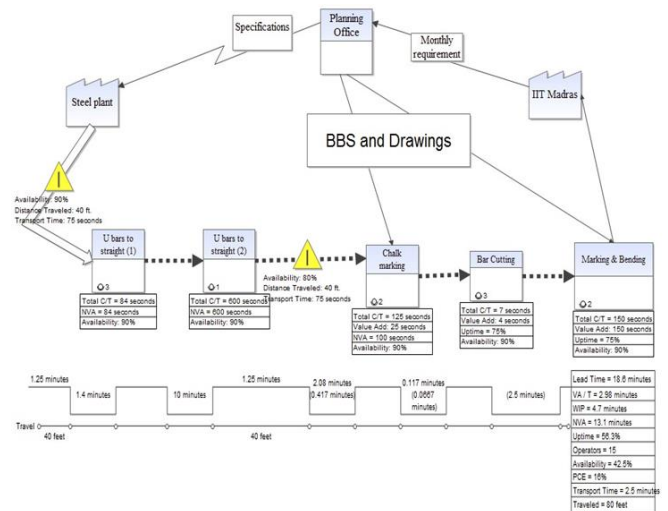 Specifications
Planning
Office
Monthly
requirement
Steel plant
IIT Madras
BBS and Drawings
Availability: 90%
Distance Traveled: 40 ft.
Transport Time: 75 seconds
U bars to
straight (1)
3
Total C/T = 84 seconds
NVA = 84 seconds
Availability: 90%
U bars to
straight (2)
1
Total C/T = 600 seconds
NVA = 600 seconds
Availability: 90%
Availability: 80%
Distance Traveled: 40 ft.
Transport Time: 75 seconds
Chalk
marking
2
Total C/T = 125 seconds
Value Add: 25 seconds
NVA = 100 seconds
Availability: 90%
Bar Cutting
3
Total C/T = 7 seconds
Value Add: 4 seconds
Uptime = 75%
Availability: 90%
Marking & Bending
2
Total C/T = 150 seconds
Value Add: 150 seconds
Uptime = 75%
Availability: 90%
1.25 minutes
1.4 minutes
10 minutes
1.25 minutes
2.08 minutes
(0.417 minutes)
0.117 minutes
(0.0667
minutes)
(2.5 minutes)
Travel
40 feet
40 feet
Lead Time = 18.6 minutes
VA / T = 2.98 minutes
WIP = 4.7 minutes
NVA = 13.1 minutes
Uptime = 56.3%
Operators = 15
Availability = 42.5%
PCE = 16%
Transport Time = 2.5 minutes
Traveled = 80 feet